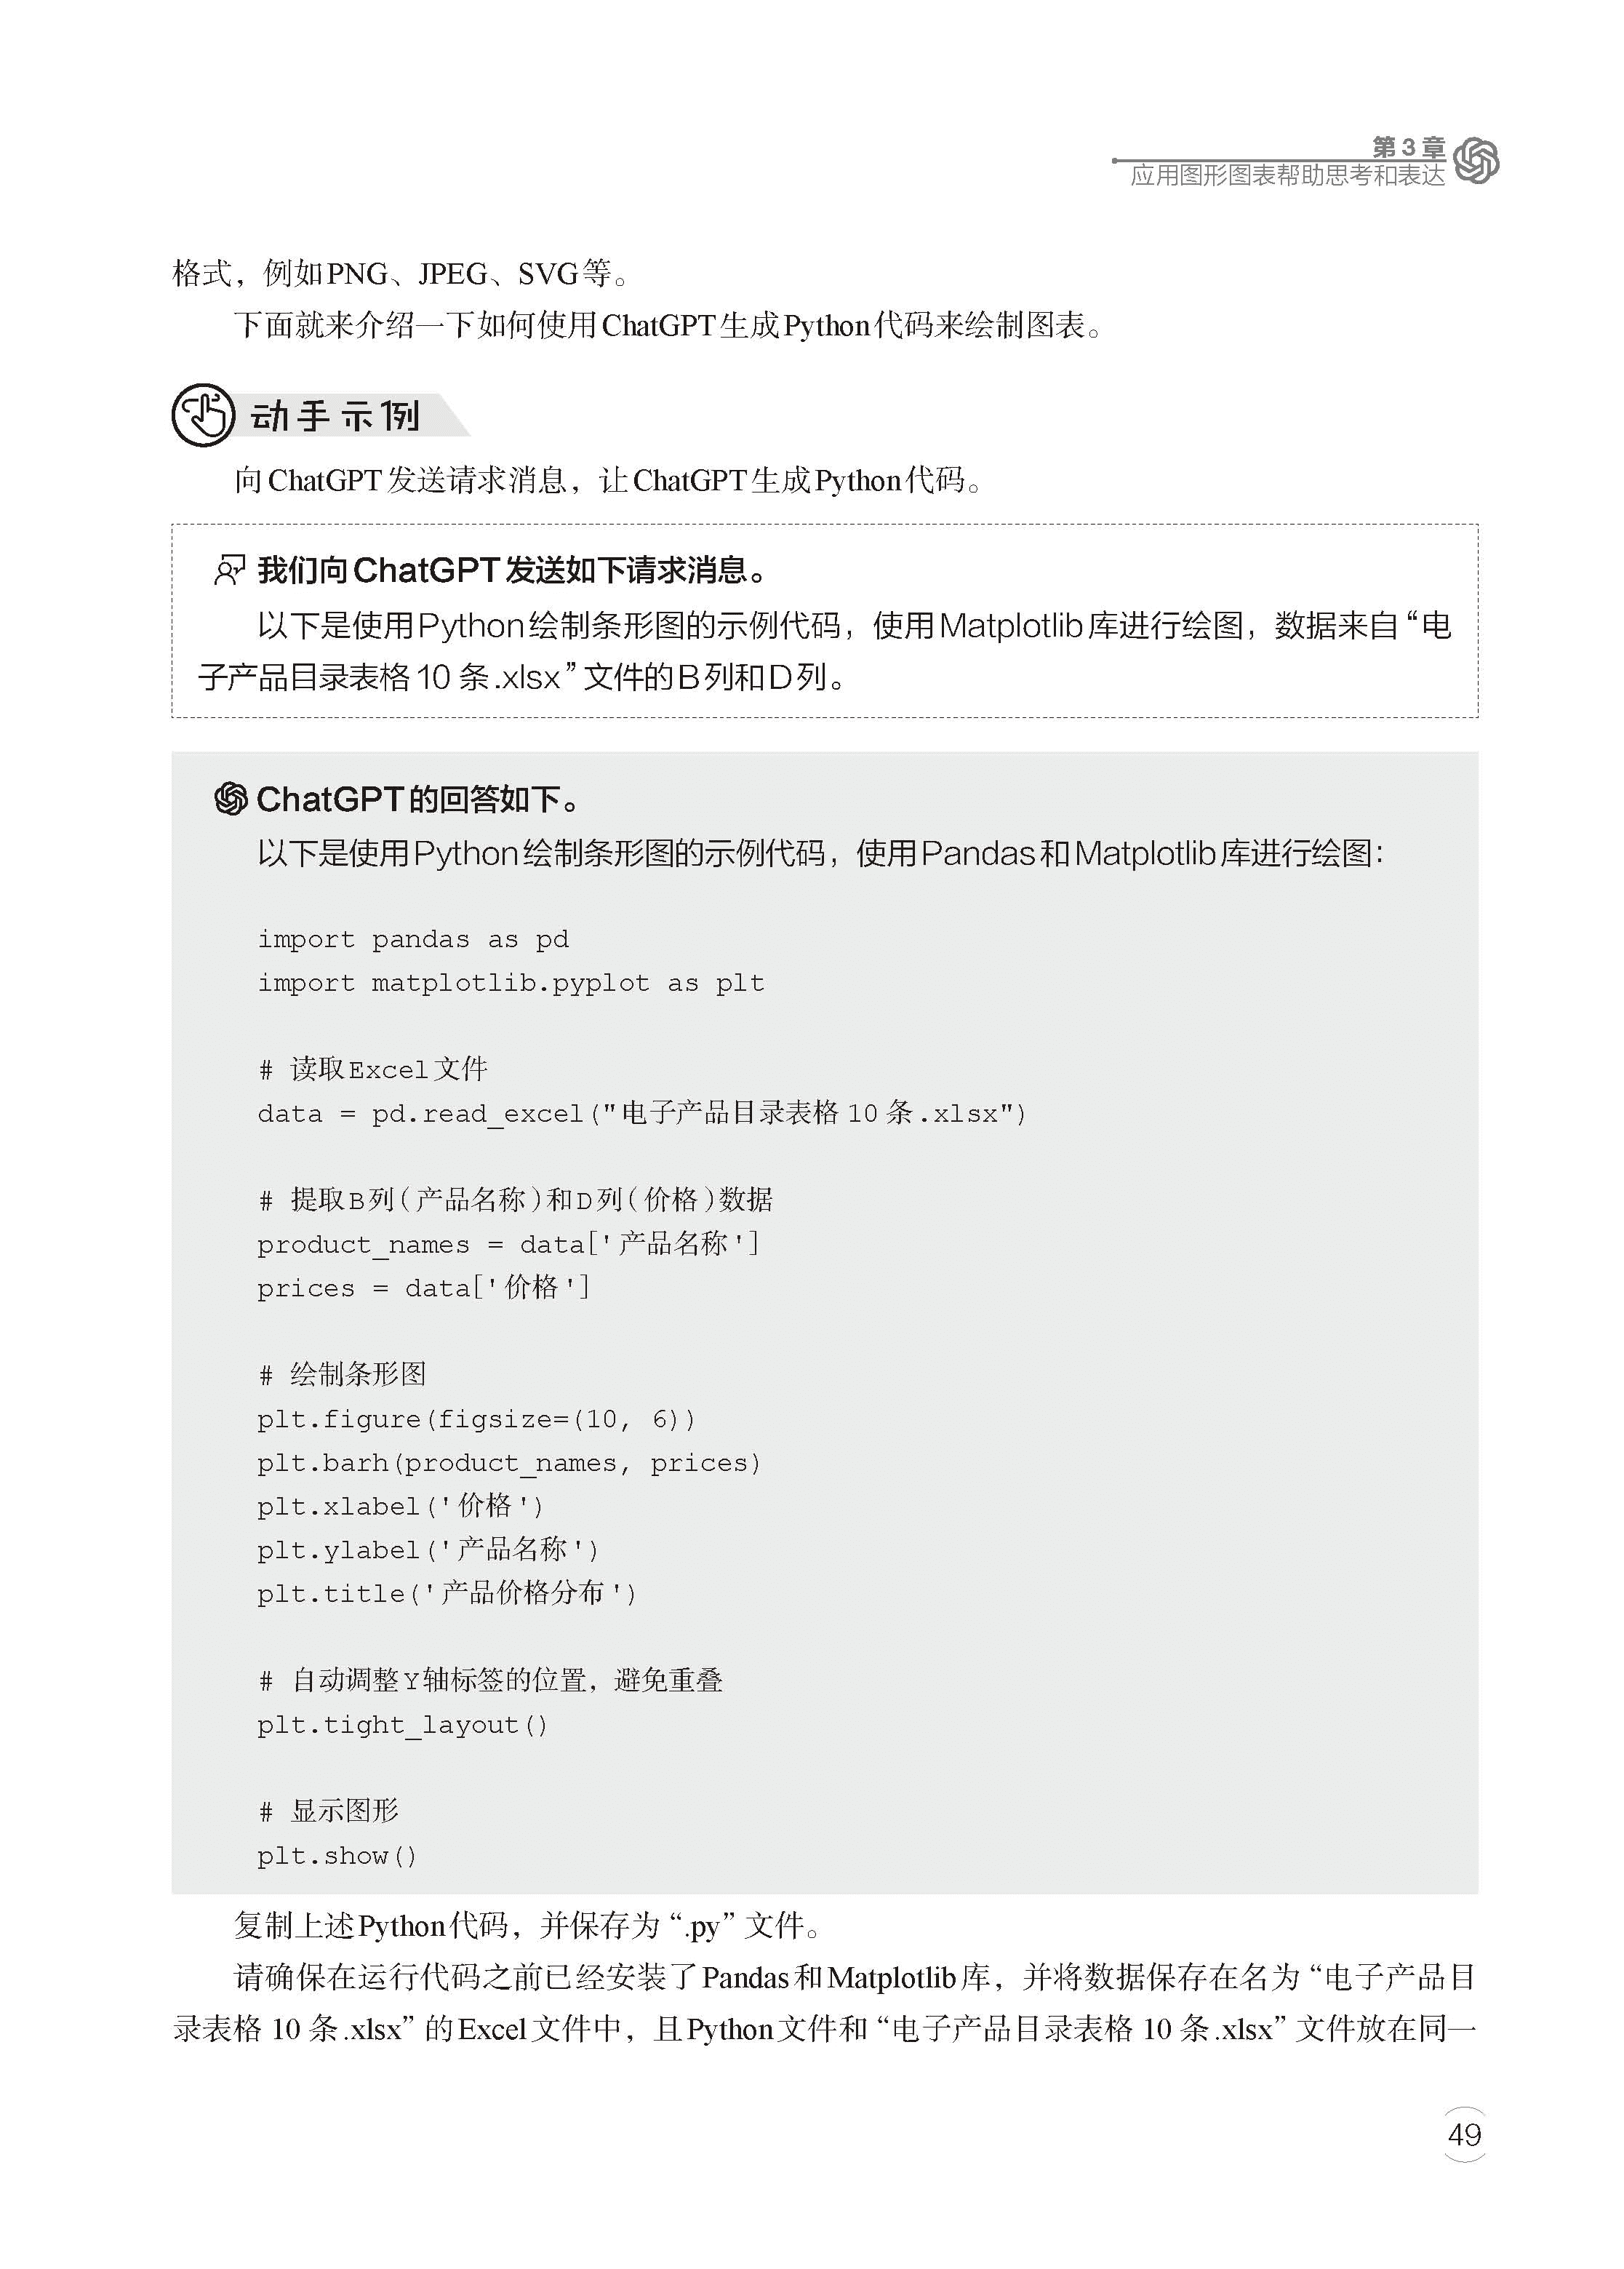 第3章
应用图形图表帮助思考和表达
格式，例如PNG、JPEG、SVG等。
下面就来介绍一下如何使用ChatGPT生成Python代码来绘制图表。
动手示例
向ChatGPT发送请求消息，让ChatGPT生成Python代码。
我们向ChatGPT发送如下请求消息。
以下是使用Python绘制条形图的示例代码，使用Matplotlib库进行绘图，数据来自“电
子产品目录表格10 条.xlsx”文件的B列和D列。
ChatGPT的回答如下。
以下是使用Python绘制条形图的示例代码，使用Pandas和Matplotlib库进行绘图：
import pandas as pd
import matplotlib.pyplot as plt
# 读取Excel文件
data = pd.read_excel("电子产品目录表格 10 条.xlsx")
# 提取B列(产品名称)和D列(价格)数据
product_names = data['产品名称']
prices = data['价格']
# 绘制条形图
plt.figure(figsize=(10, 6))
plt.barh(product_names, prices)
plt.xlabel('价格')
plt.ylabel('产品名称')
plt.title('产品价格分布')
# 自动调整Y轴标签的位置，避免重叠
plt.tight_layout()
# 显示图形
plt.show()
复制上述Python代码，并保存为“.py”文件。
请确保在运行代码之前已经安装了Pandas和Matplotlib库，并将数据保存在名为“电子产品目
录表格 10 条.xlsx”的Excel文件中，且Python文件和“电子产品目录表格 10 条.xlsx”文件放在同一
49